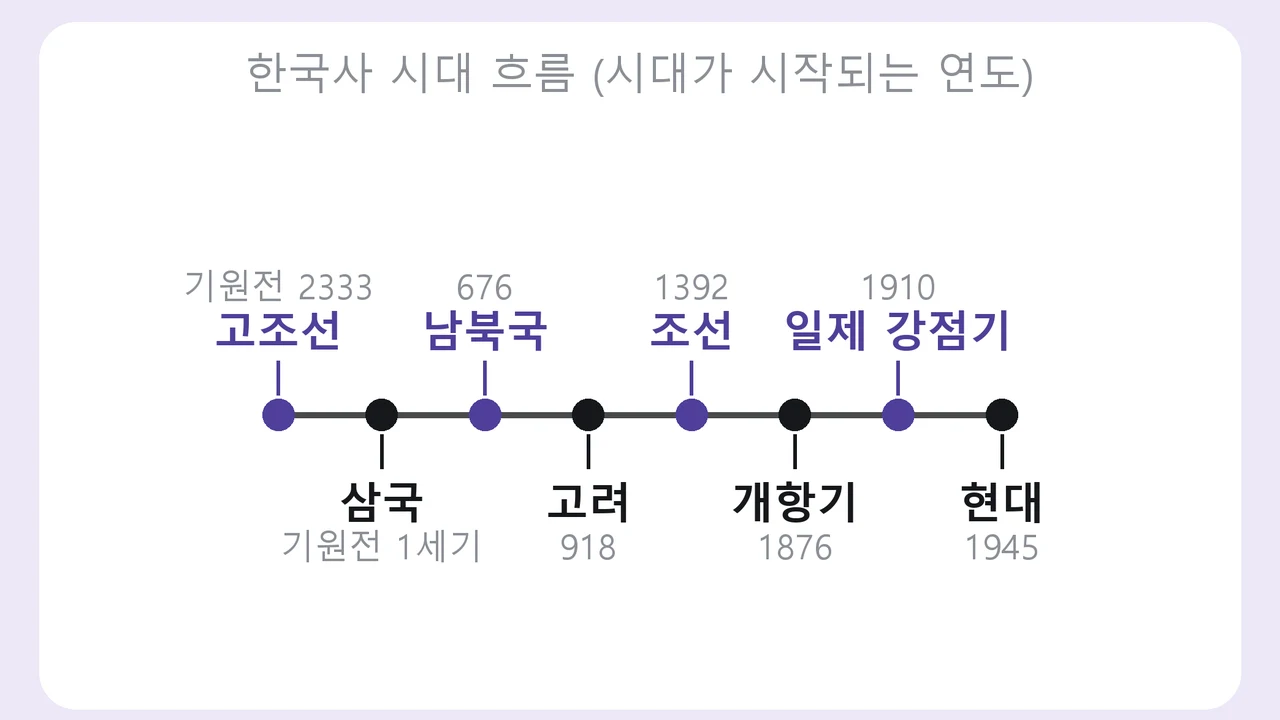 한국사 시대 흐름 (시대가 시작되는 연도)
기원전 2333 676 1392 1910
고조선 남북국 조선 일제 강점기
삼국 고려 개항기 현대
기원전 1세기 918 1876 1945